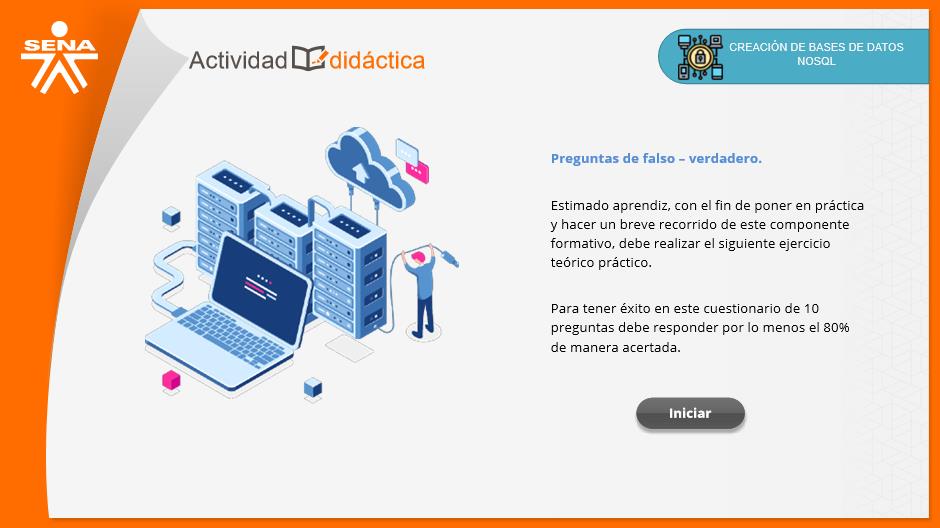 SENA
Actividad didáctica
CREACIÓN DE BASES DE DATOS
NOSQL
Preguntas de falso – verdadero.
Estimado aprendiz, con el fin de poner en práctica
y hacer un breve recorrido de este componente
formativo, debe realizar el siguiente ejercicio
teórico práctico.
Para tener éxito en este cuestionario de 10
preguntas debe responder por lo menos el 80%
de manera acertada.
Iniciar